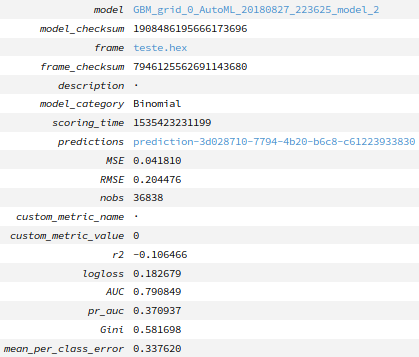 model GBM_grid_0_AutoML_20180827_223625_model_2
model_checksum 1908486195666173696
frame teste.hex
frame_checksum 7946125562691143680
description ·
model_category Binomial
scoring_time 1535423231199
predictions prediction-3d028710-7794-4b20-b6c8-c61223933830
MSE 0.041810
RMSE 0.204476
nobs 36838
custom_metric_name ·
custom_metric_value 0
r2 -0.106466
logloss 0.182679
AUC 0.790849
pr_auc 0.370937
Gini 0.581698
mean_per_class_error 0.337620